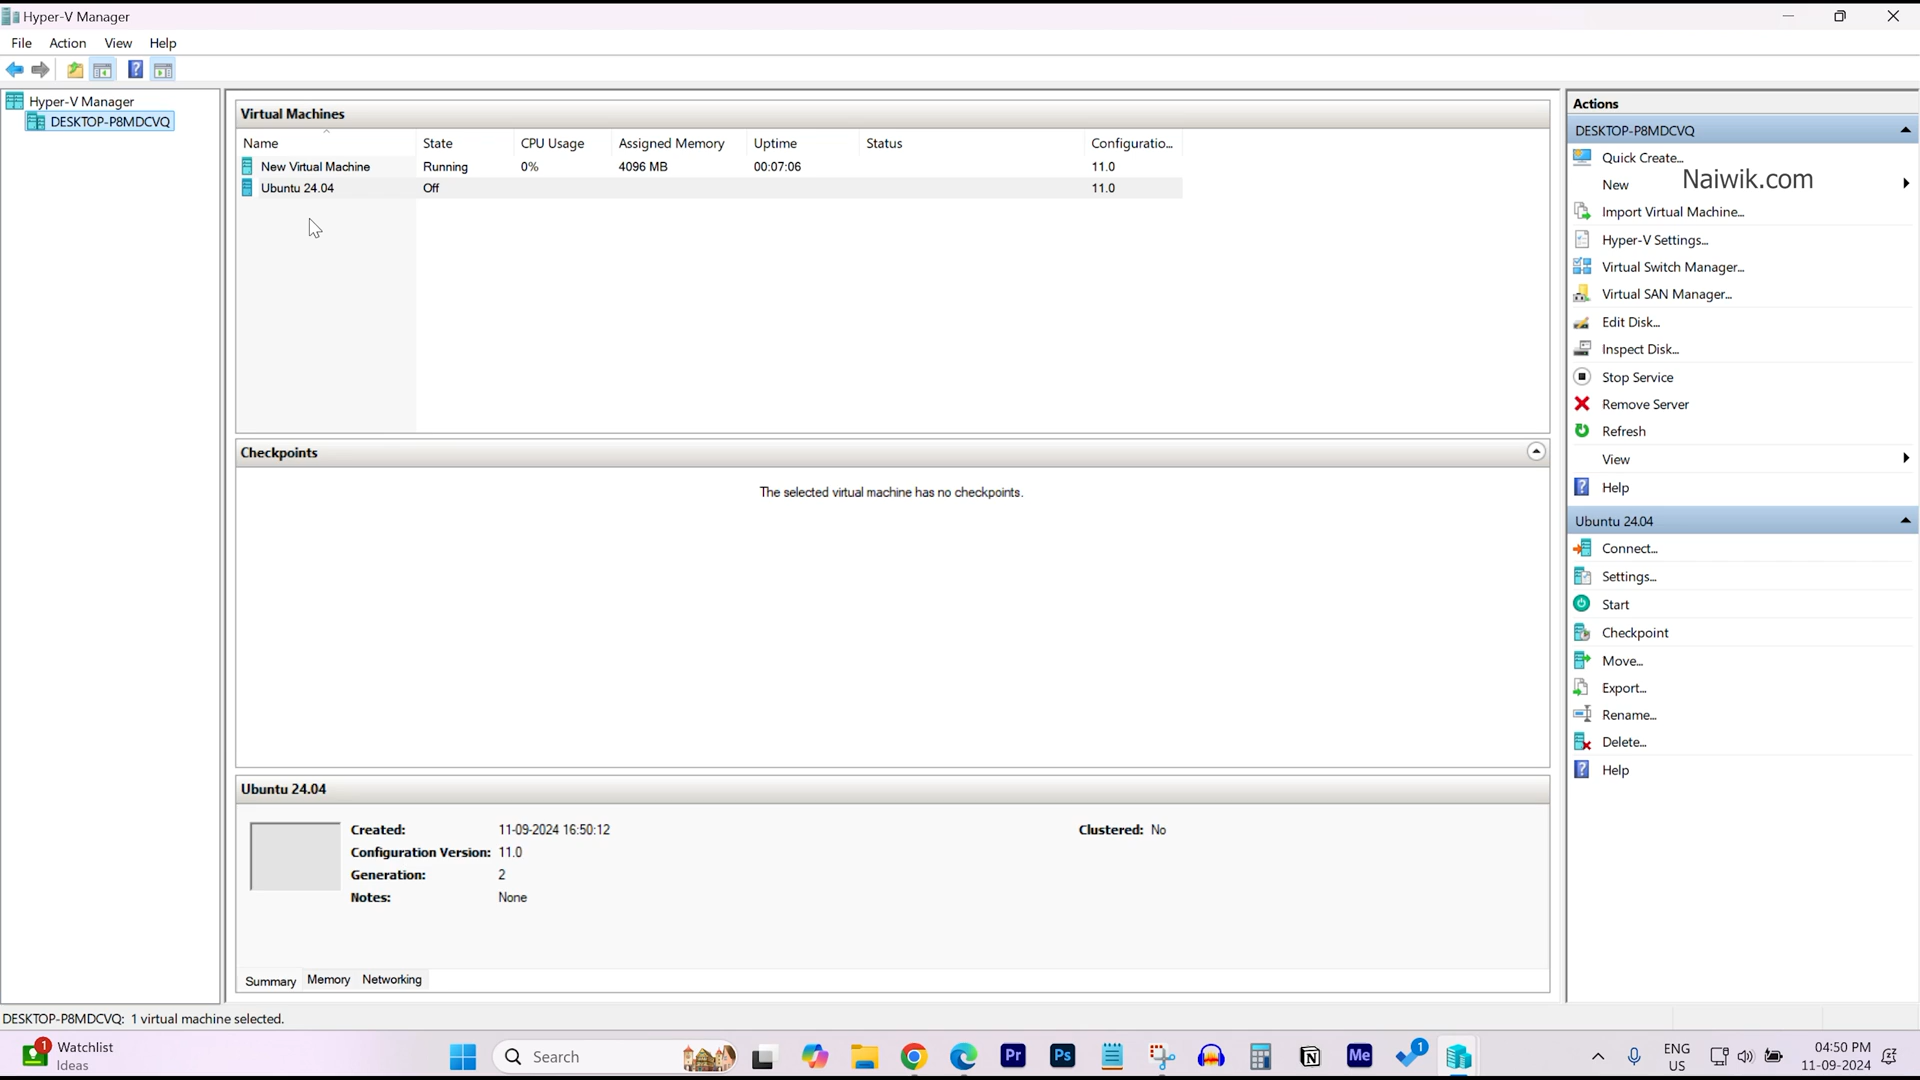 Hyper-V Manager
File Action View Help
Hyper-V Manager
DESKTOP-P8MDCVQ
Virtual Machines
Name State CPU Usage Assigned Memory Uptime Status Configuratio...
New Virtual Machine Running 0% 4096 MB 00:07:06 11.0
Ubuntu 24.04 Off 11.0
Checkpoints
The selected virtual machine has no checkpoints.
Ubuntu 24.04
Created: 11-09-2024 16:50:12 Clustered: No
Configuration Version: 11.0
Generation: 2
Notes: None
Summary Memory Networking
Actions
DESKTOP-P8MDCVQ
Quick Create...
Naiwik.com
New
Import Virtual Machine...
Hyper-V Settings...
Virtual Switch Manager...
Virtual SAN Manager...
Edit Disk...
Inspect Disk...
Stop Service
Remove Server
Refresh
View
Help
Ubuntu 24.04
Connect...
Settings...
Start
Checkpoint
Move...
Export...
Rename...
Delete...
Help
DESKTOP-P8MDCVQ: 1 virtual machine selected.
1
Watchlist
Ideas
Search
Pr
Ps
N
Me
1
ENG
US
04:50 PM
11-09-2024